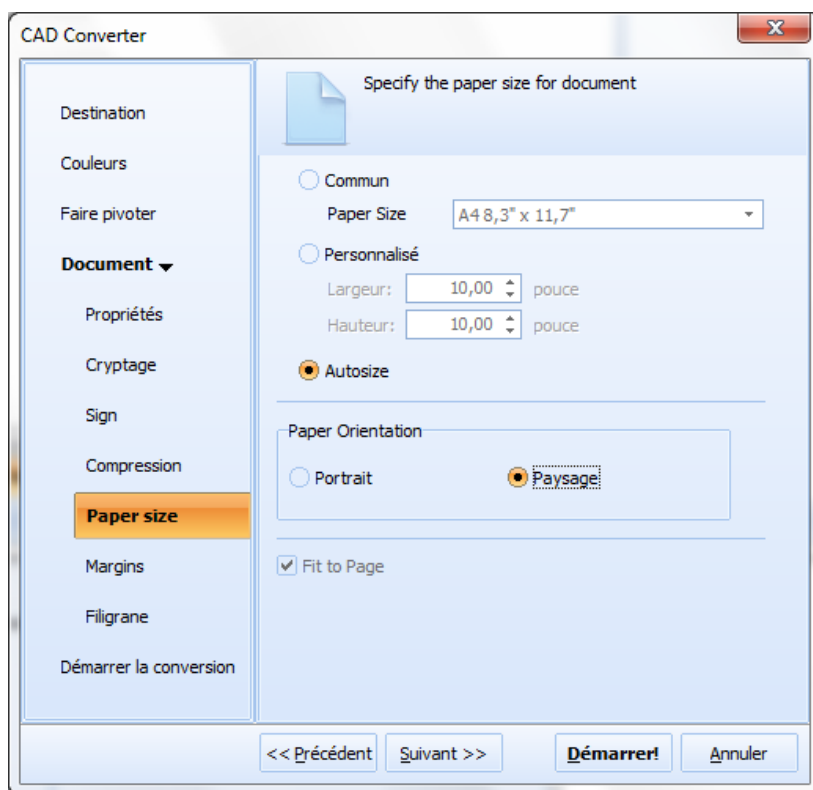 CAD Converter
Destination
Couleurs
Faire pivoter
Document
Propriétés
Cryptage
Sign
Compression
Paper size
Margins
Filigrane
Démarrer la conversion
Specify the paper size for document
Commun
Paper Size A4 8,3" x 11,7"
Personnalisé
Largeur: 10,00 pouce
Hauteur: 10,00 pouce
Autosize
Paper Orientation
Portrait Paysage
Fit to Page
<< Précédent Suivant >> Démarrer! Annuler